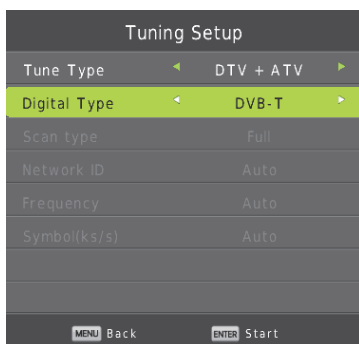 Tuning Setup
Tune Type DTV + ATV
Digital Type DVB-T
Scan type Full
Network ID Auto
Frequency Auto
Symbol(ks/s) Auto
MENU Back ENTER Start